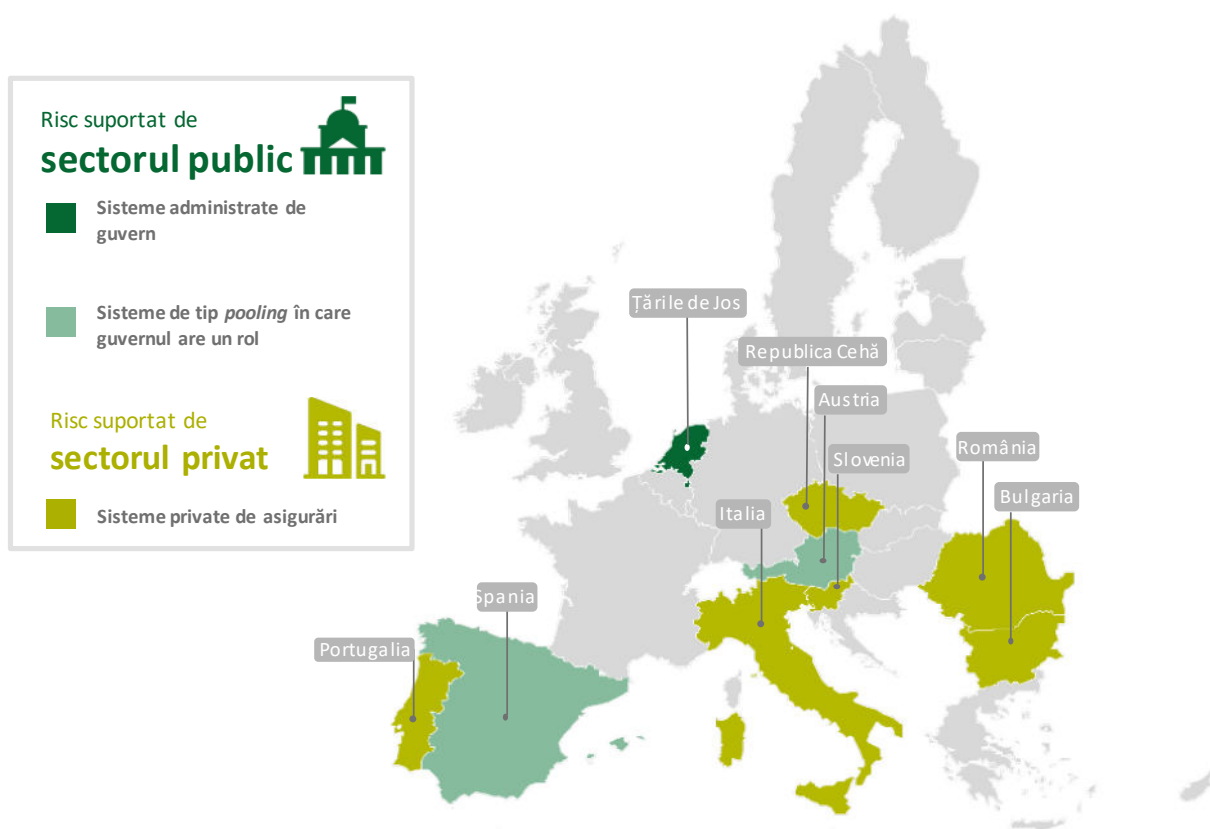 Risc suportat de
sectorul public
Sisteme administrate de
guvern
Sisteme de tip pooling în care
guvernul are un rol
Risc suportat de
sectorul privat
Sisteme private de asigurări
Țările de Jos
Republica Cehă
Austria
Slovenia
România
Bulgaria
Italia
Spania
Portugalia